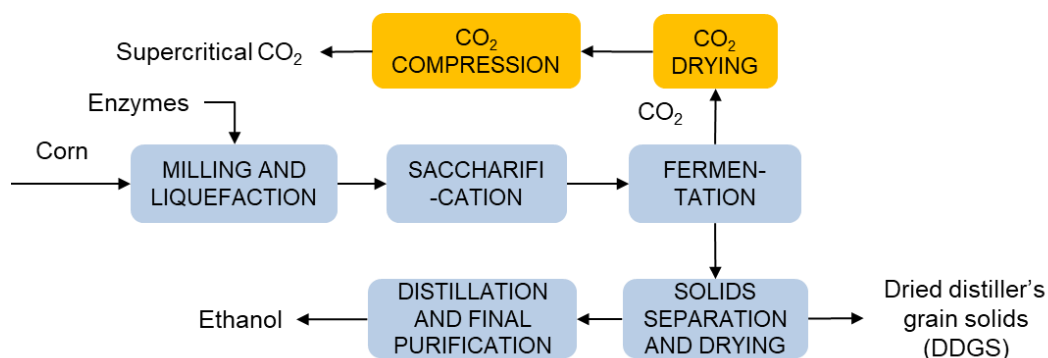 Supercritical CO₂
CO₂
COMPRESSION
CO₂
DRYING
Enzymes
CO₂
Corn
MILLING AND
LIQUEFACTION
SACCHARIFI
-CATION
FERMEN-
TATION
Ethanol
DISTILLATION
AND FINAL
PURIFICATION
SOLIDS
SEPARATION
AND DRYING
Dried distiller's
grain solids
(DDGS)